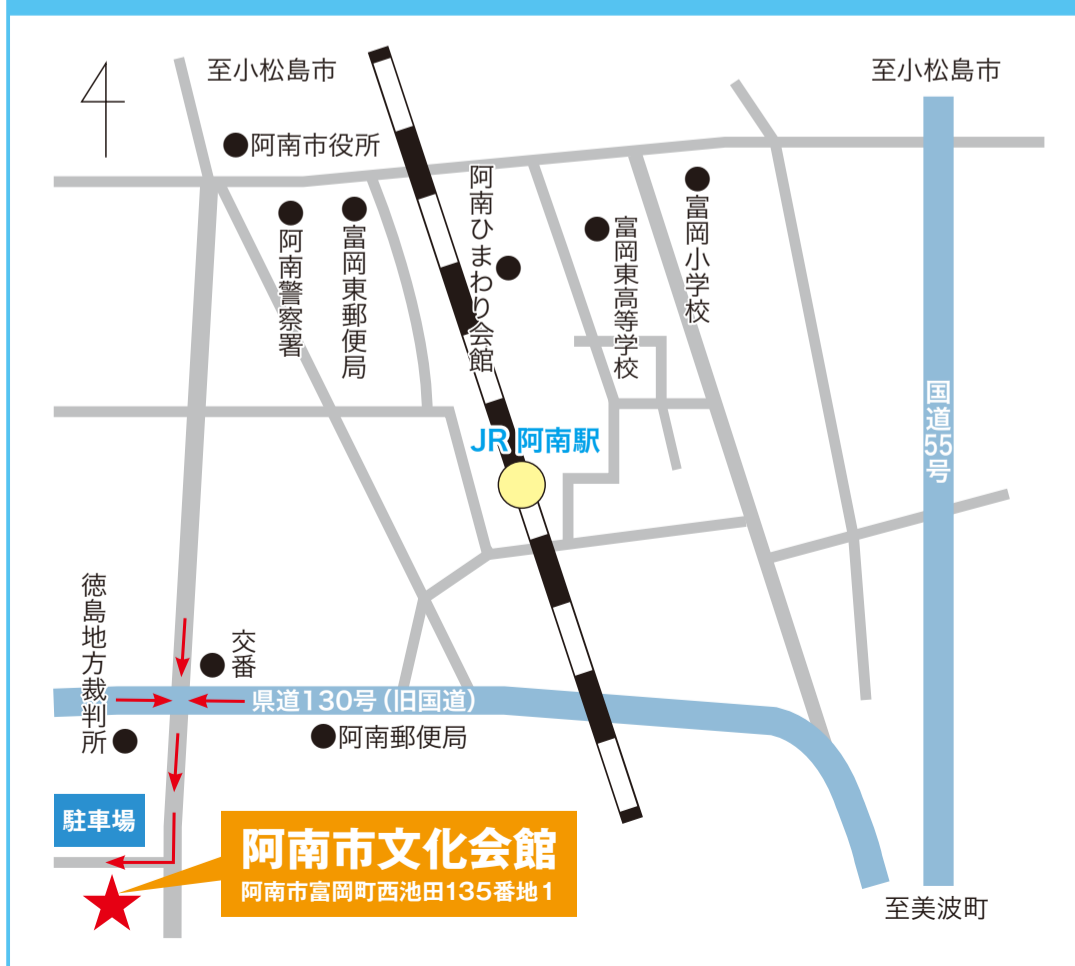 至小松島市
至小松島市
阿南市役所
阿南警察署
富岡東郵便局
阿南ひまわり会館
富岡東高等学校
富岡小学校
国道55号
JR 阿南駅
徳島地方裁判所
交番
県道130号(旧国道)
阿南郵便局
駐車場
阿南市文化会館
阿南市富岡町西池田135番地1
至美波町